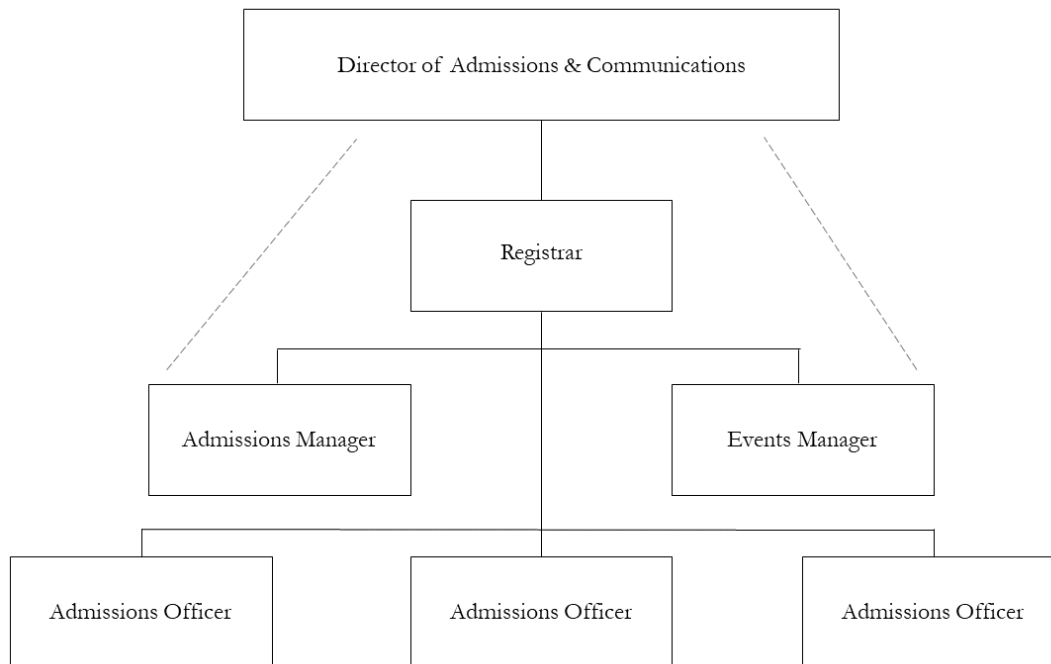 Director of Admissions & Communications
Registrar
Admissions Manager
Events Manager
Admissions Officer
Admissions Officer
Admissions Officer